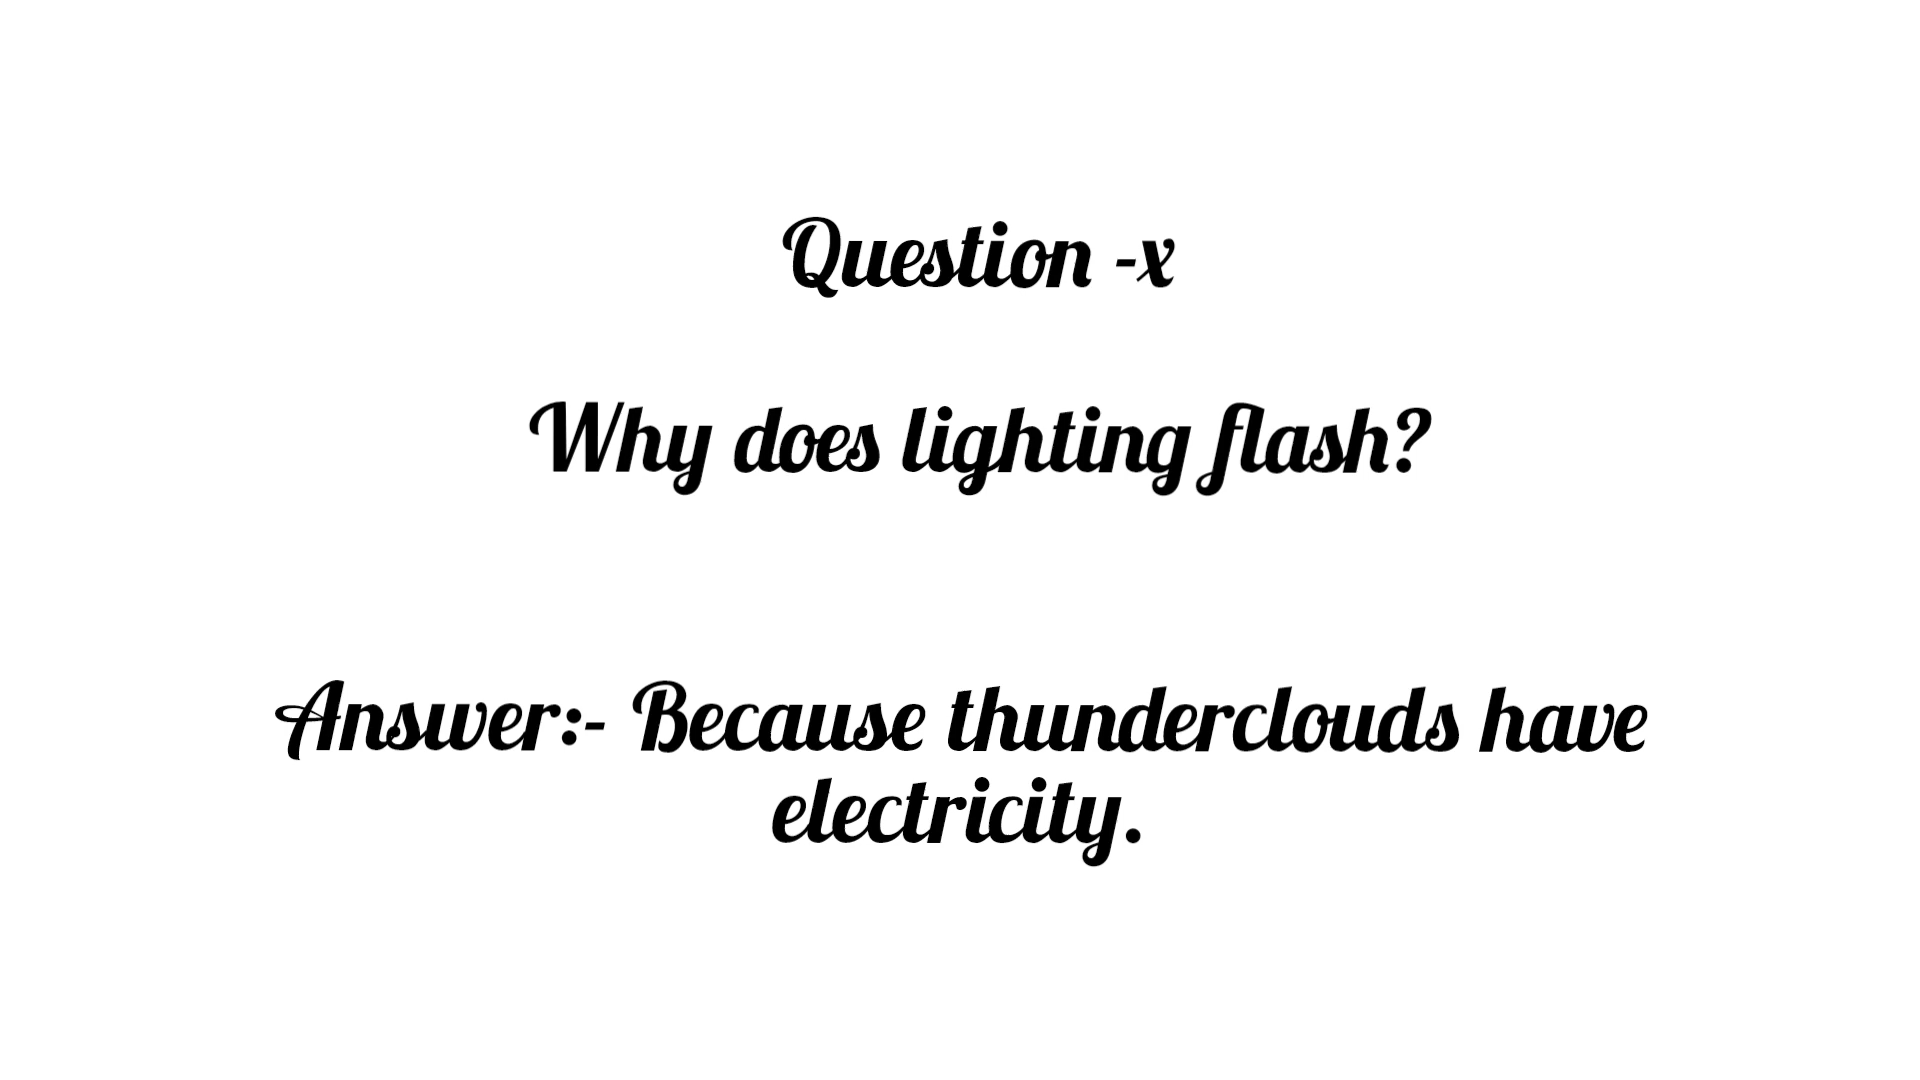 Question -x
Why does lighting flash?
Answer:- Because thunderclouds have
electricity.